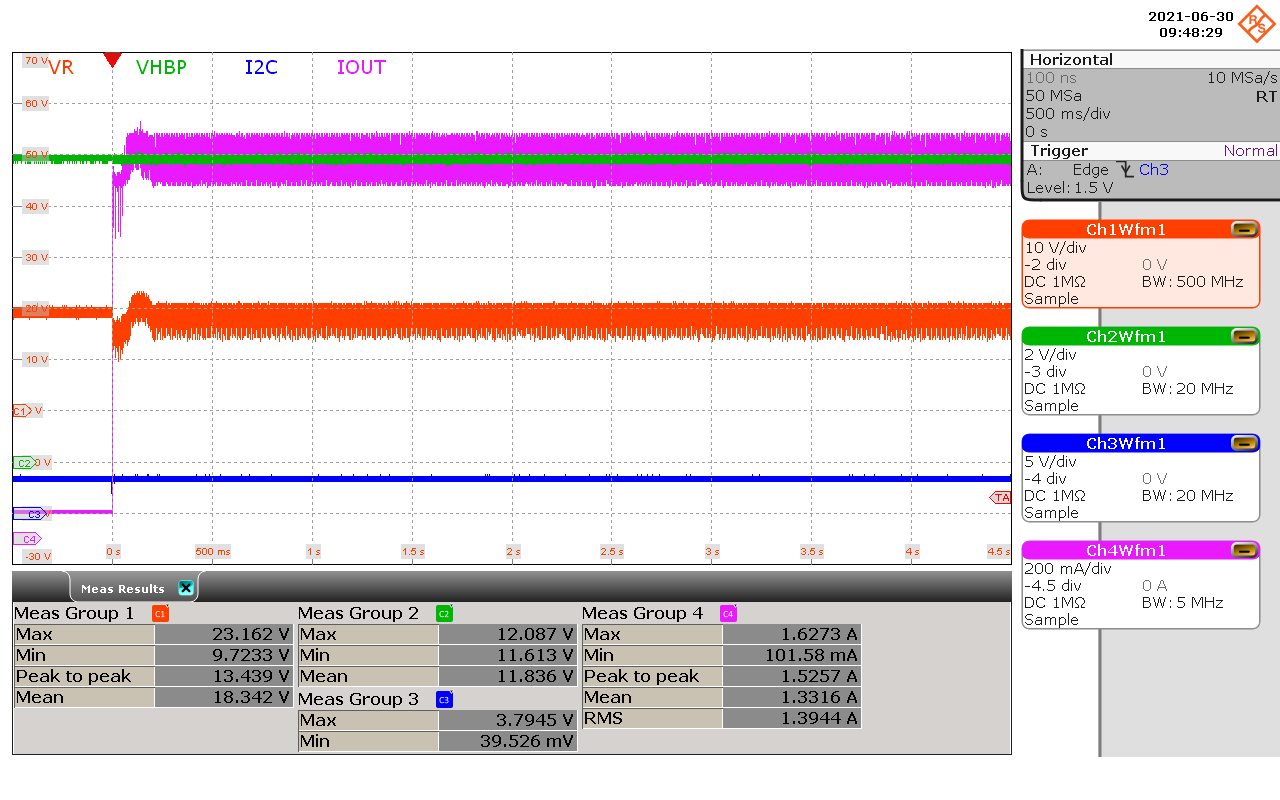 2021-06-30
09:48:29
VR VHBP I2C IOUT
70 V
60 V
50 V
40 V
30 V
20 V
10 V
C1 V
C2 0 V
C3
C4
-30 V
TA
0 s 500 ms 1 s 1.5 s 2 s 2.5 s 3 s 3.5 s 4 s 4.5 s
Horizontal
100 ns 10 MSa/s
50 MSa RT
500 ms/div
0 s
Trigger Normal
A: Edge Ch3
Level: 1.5 V
Ch1Wfm1
10 V/div
-2 div 0 V
DC 1MΩ BW: 500 MHz
Sample
Ch2Wfm1
2 V/div
-3 div 0 V
DC 1MΩ BW: 20 MHz
Sample
Ch3Wfm1
5 V/div
-4 div 0 V
DC 1MΩ BW: 20 MHz
Sample
Ch4Wfm1
200 mA/div
-4.5 div 0 A
DC 1MΩ BW: 5 MHz
Sample
Meas Results
Meas Group 1 C1
Max 23.162 V
Min 9.7233 V
Peak to peak 13.439 V
Mean 18.342 V
Meas Group 2 C2
Max 12.087 V
Min 11.613 V
Mean 11.836 V
Meas Group 3 C3
Max 3.7945 V
Min 39.526 mV
Meas Group 4 C4
Max 1.6273 A
Min 101.58 mA
Peak to peak 1.5257 A
Mean 1.3316 A
RMS 1.3944 A